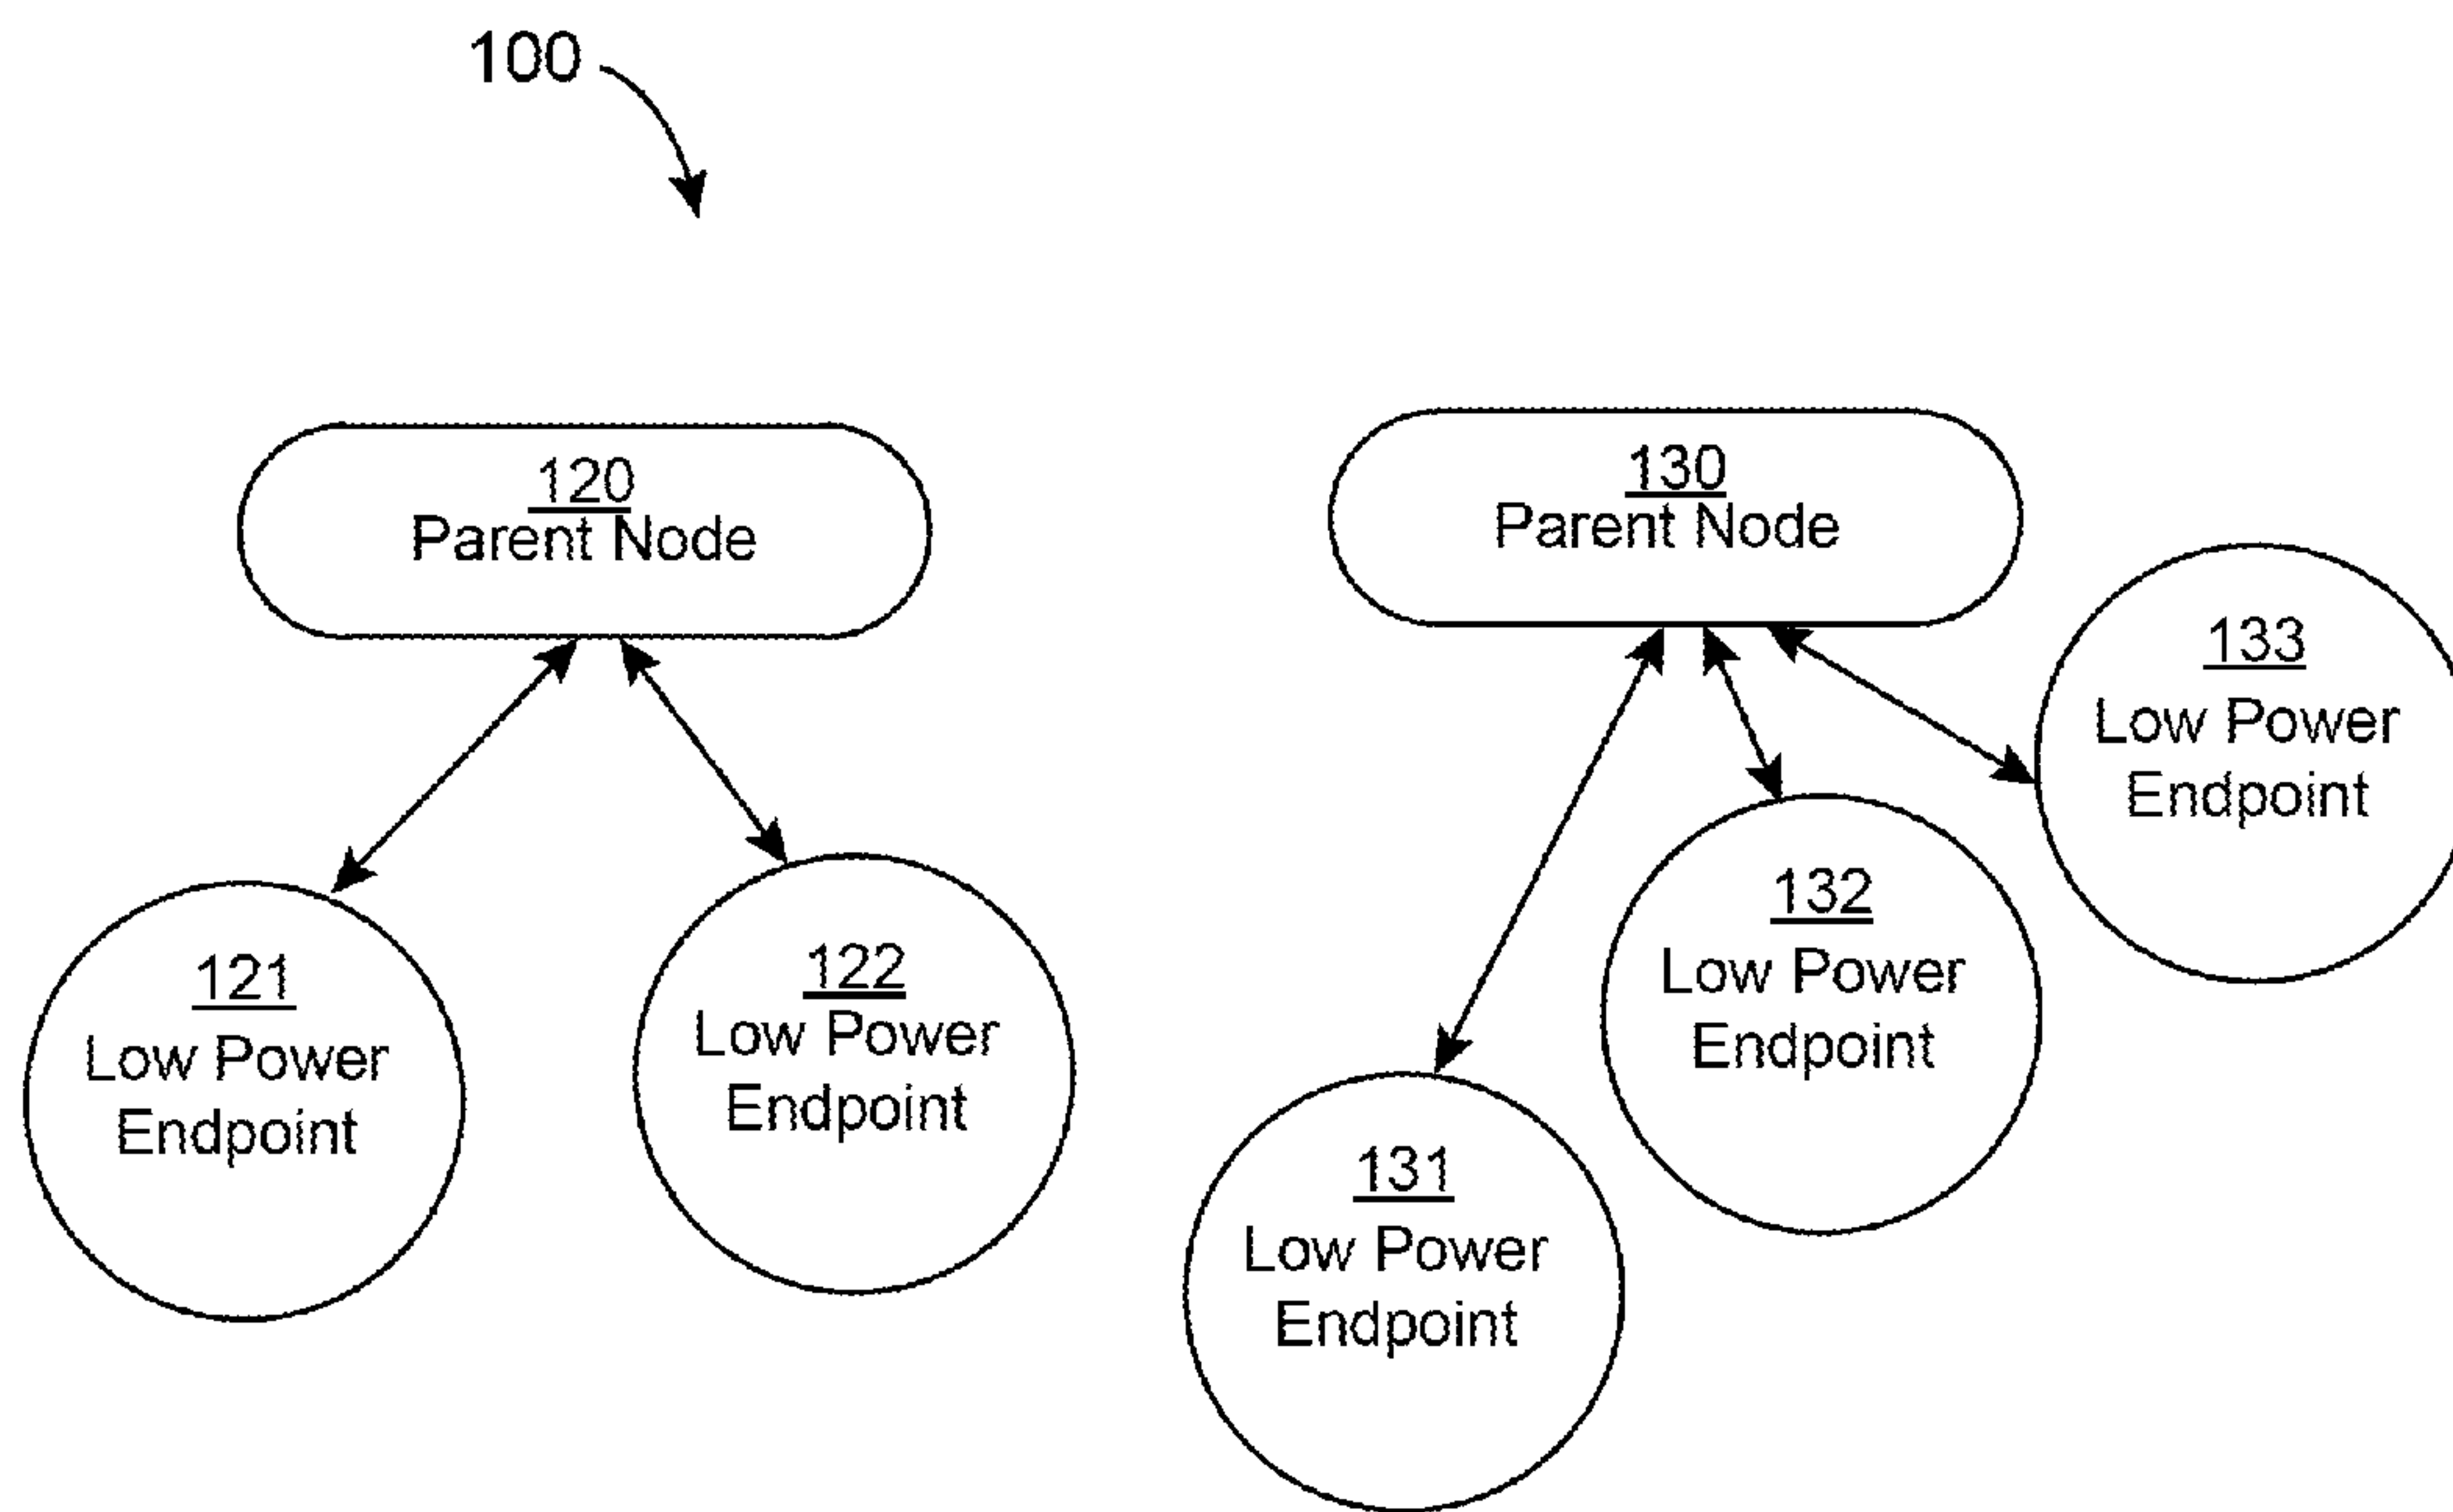 100
120
Parent Node
130
Parent Node
133
Low Power
Endpoint
132
Low Power
Endpoint
122
Low Power
Endpoint
121
Low Power
Endpoint
131
Low Power
Endpoint